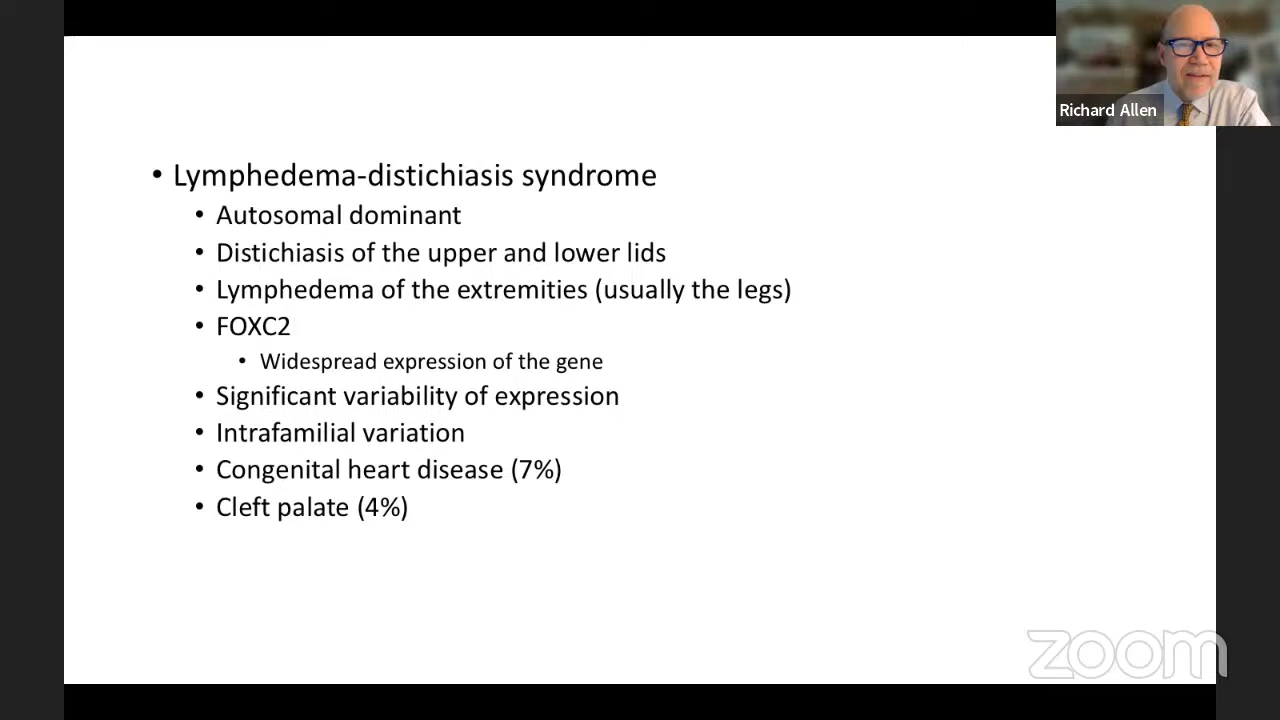 Richard Allen
• Lymphedema-distichiasis syndrome
• Autosomal dominant
• Distichiasis of the upper and lower lids
• Lymphedema of the extremities (usually the legs)
• FOXC2
• Widespread expression of the gene
• Significant variability of expression
• Intrafamilial variation
• Congenital heart disease (7%)
• Cleft palate (4%)
zoom